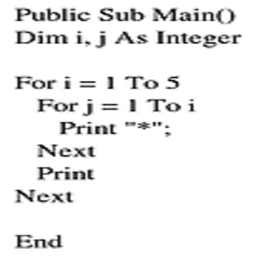 Public Sub Main()
Dim i, j As Integer
For i = 1 To 5
For j = 1 To i
Print "*";
Next
Print
Next
End